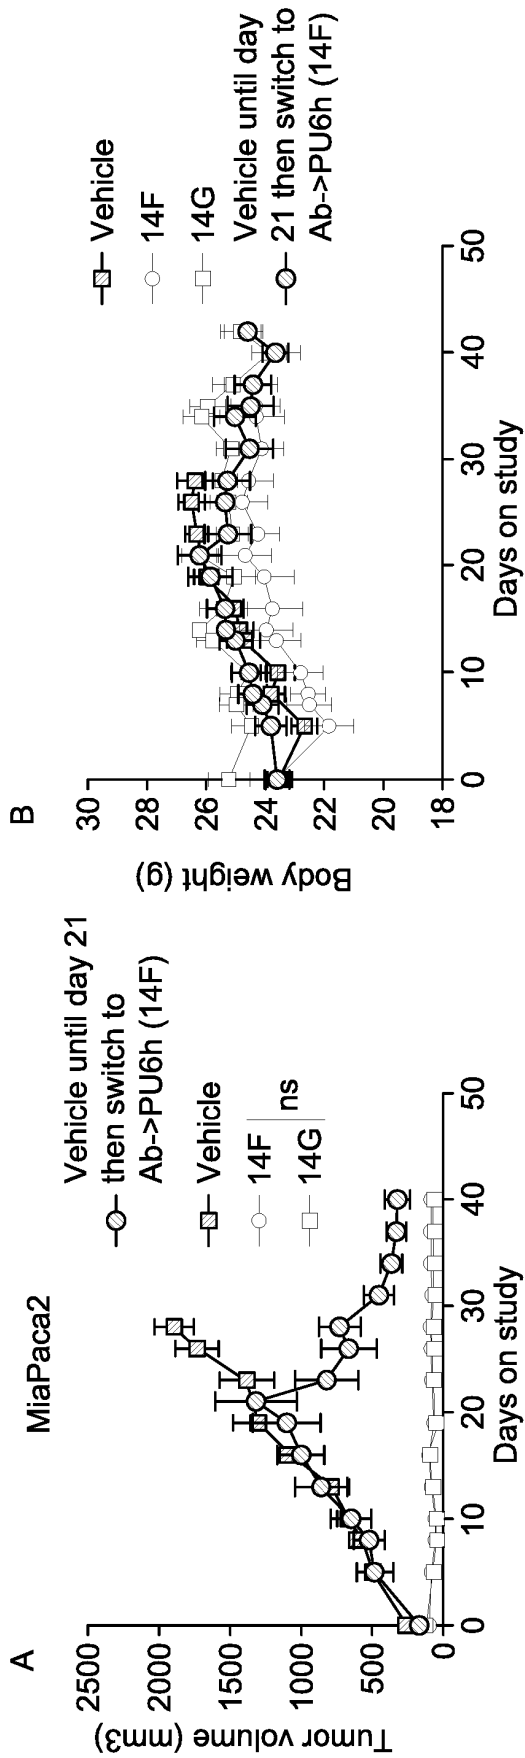 A
MiaPaca2
Tumor volume (mm3)
2500
2000
1500
1000
500
0
0
10
20
30
40
50
Days on study
Vehicle until day 21
then switch to
Ab->PU6h (14F)
Vehicle
14F
14G
ns
B
Body weight (g)
30
28
26
24
22
20
18
0
10
20
30
40
50
Days on study
Vehicle
14F
14G
Vehicle until day
21 then switch to
Ab->PU6h (14F)